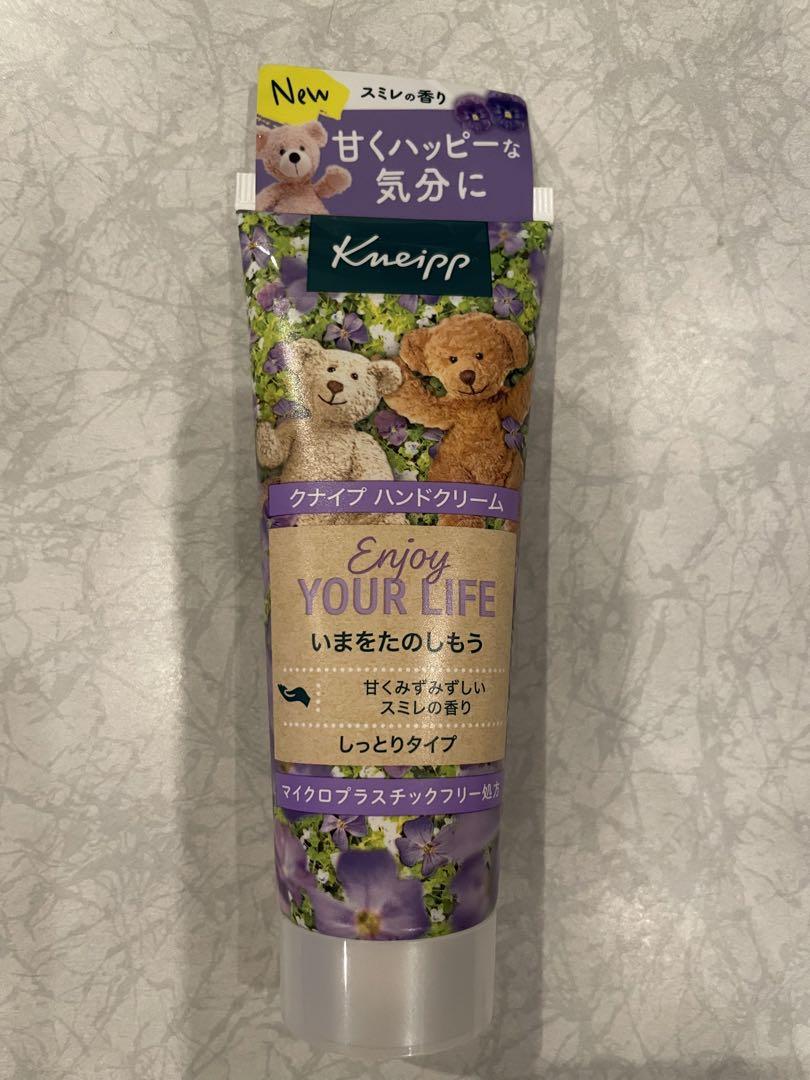 New
スミレの香り
甘くハッピーな
気分に
Kneipp
クナイプ ハンドクリーム
Enjoy
YOUR LIFE
いまをたのしもう
甘くみずみずしい
スミレの香り
しっとりタイプ
マイクロプラスチックフリー処方